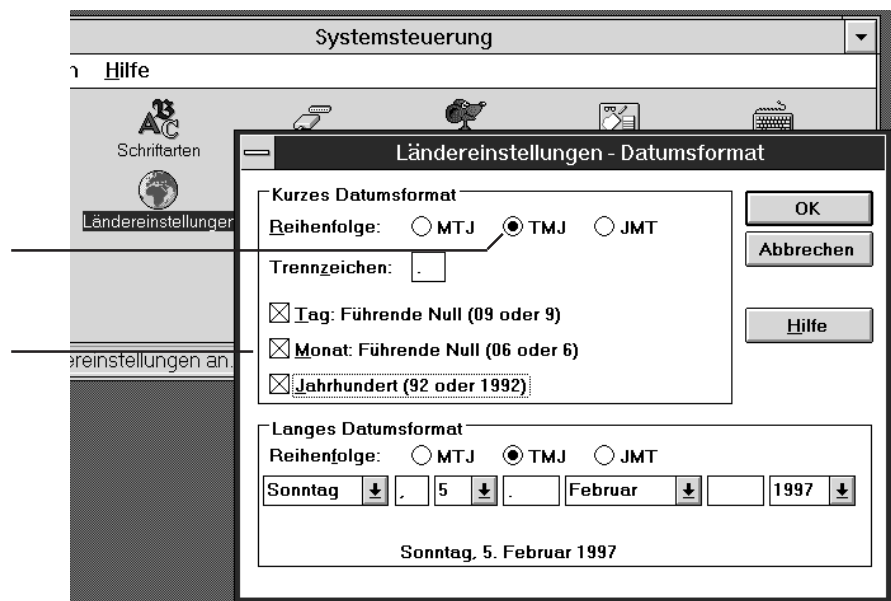 Systemsteuerung
n Hilfe
Schriftarten
Ländereinstellungen
ereinstellungen an.
Ländereinstellungen - Datumsformat
Kurzes Datumsformat
Reihenfolge: MTJ TMJ JMT
Trennzeichen: .
Tag: Führende Null (09 oder 9)
Monat: Führende Null (06 oder 6)
Jahrhundert (92 oder 1992)
OK
Abbrechen
Hilfe
Langes Datumsformat
Reihenfolge: MTJ TMJ JMT
Sonntag , 5 . Februar 1997
Sonntag, 5. Februar 1997